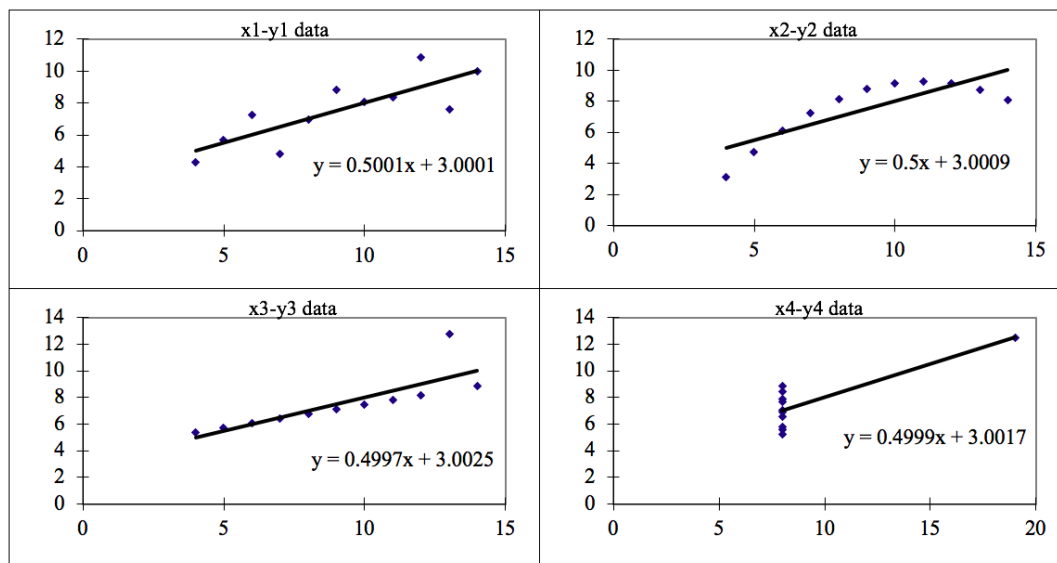 x1-y1 data
12
10
8
6
4
2
0
0 5 10 15
y = 0.5001x + 3.0001
x2-y2 data
12
10
8
6
4
2
0
0 5 10 15
y = 0.5x + 3.0009
x3-y3 data
14
12
10
8
6
4
2
0
0 5 10 15
y = 0.4997x + 3.0025
x4-y4 data
14
12
10
8
6
4
2
0
0 5 10 15 20
y = 0.4999x + 3.0017